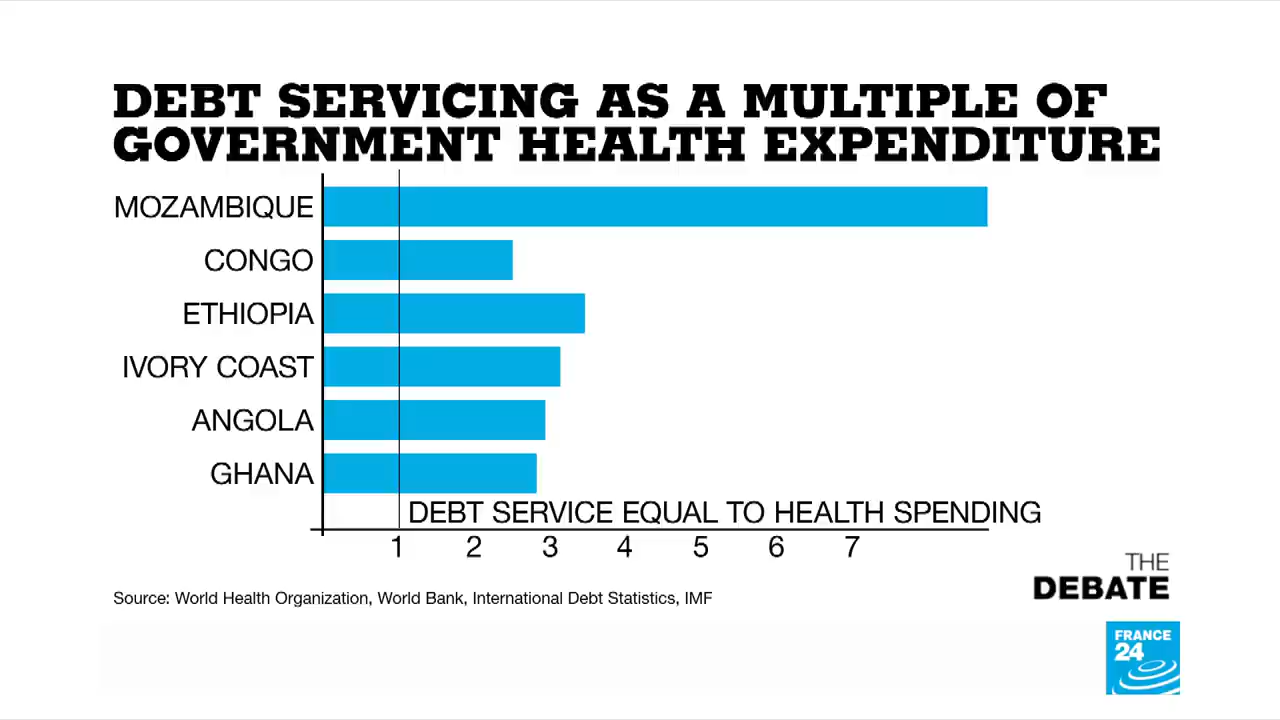 DEBT SERVICING AS A MULTIPLE OF
GOVERNMENT HEALTH EXPENDITURE
MOZAMBIQUE
CONGO
ETHIOPIA
IVORY COAST
ANGOLA
GHANA
DEBT SERVICE EQUAL TO HEALTH SPENDING
1 2 3 4 5 6 7
Source: World Health Organization, World Bank, International Debt Statistics, IMF
THE
DEBATE
FRANCE
24